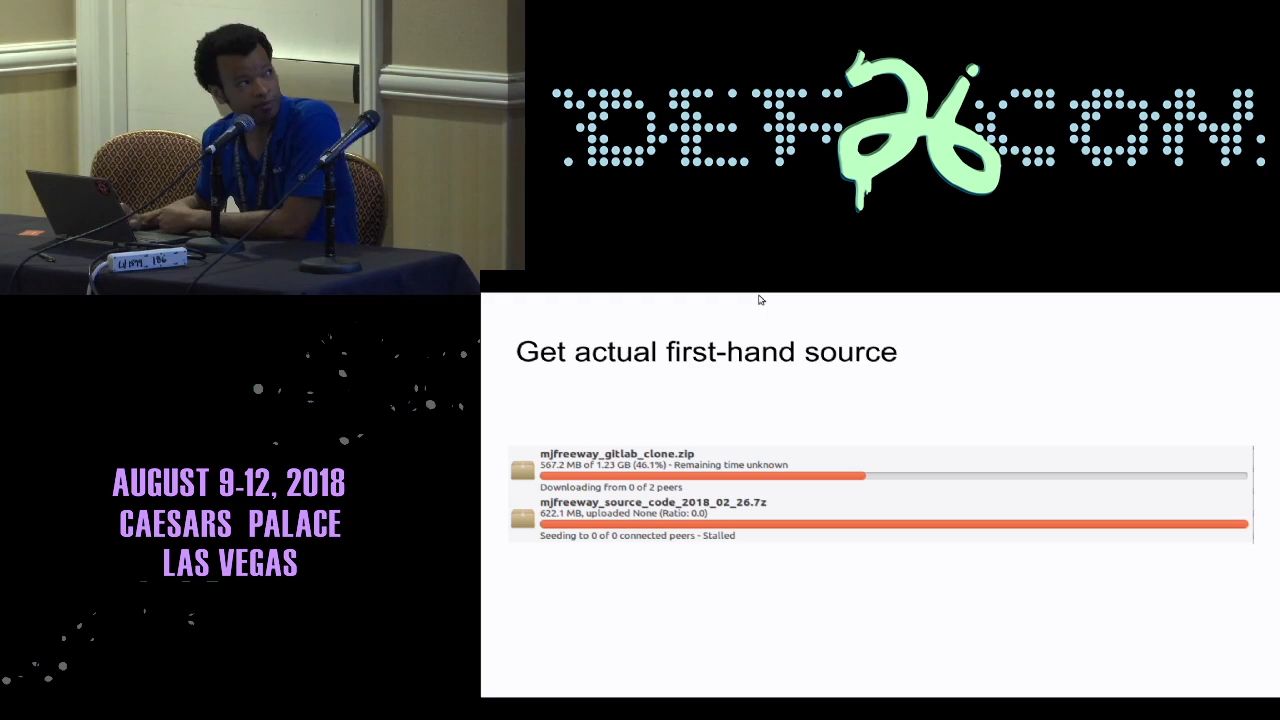 DEF 26 CON
Get actual first-hand source
mjfreeway_gitlab_clone.zip
567.2 MB of 1.23 GB (46.1%) - Remaining time unknown
Downloading from 0 of 2 peers
mjfreeway_source_code_2018_02_26.7z
622.1 MB, uploaded None (Ratio: 0.0)
Seeding to 0 of 0 connected peers - Stalled
AUGUST 9-12, 2018
CAESARS PALACE
LAS VEGAS